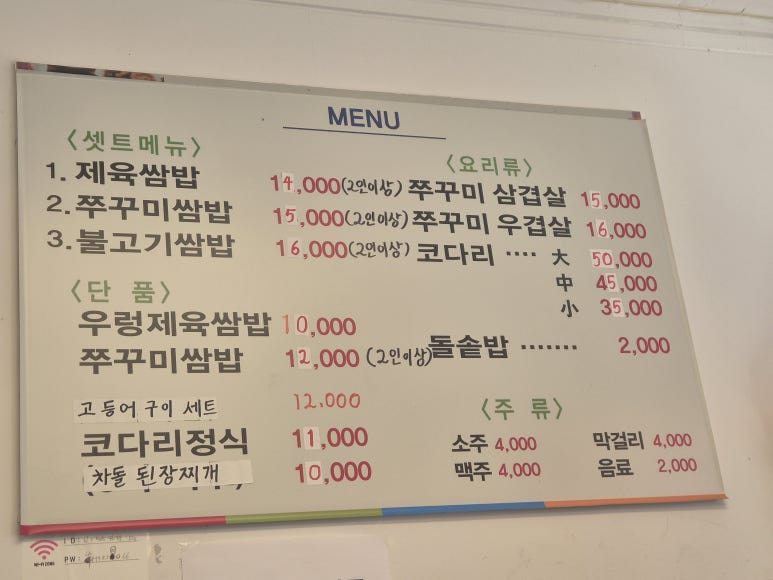 MENU
<셋트메뉴>
1. 제육쌈밥 14,000(2인이상)
2. 쭈꾸미쌈밥 15,000(2인이상)
3. 불고기쌈밥 16,000(2인이상)
<단 품>
우렁제육쌈밥 10,000
쭈꾸미쌈밥 12,000 (2인이상)
고등어구이 세트 12.000
코다리정식 11,000
차돌 된장찌개 10,000
<요리류>
쭈꾸미 삼겹살 15,000
쭈꾸미 우겹살 16,000
코다리 ···· 大 50,000
中 45,000
小 35,000
돌솥밥 ······· 2,000
<주 류>
소주 4,000 막걸리 4,000
맥주 4,000 음료 2,000
WI-FI ZONE
ID:
PW: